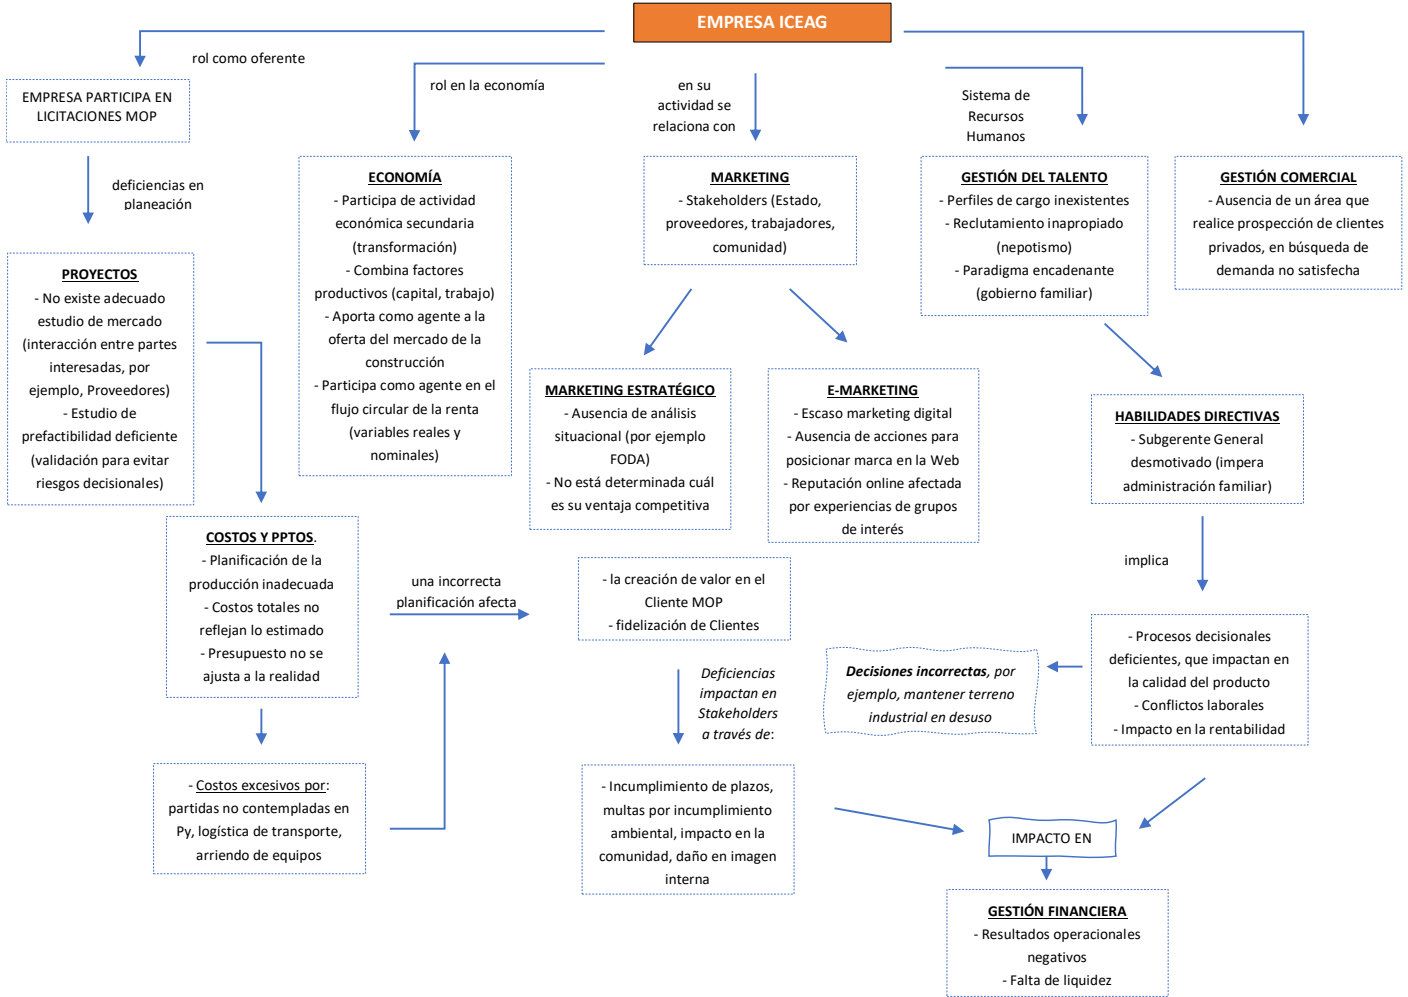 EMPRESA ICEAG
rol como oferente
EMPRESA PARTICIPA EN
LICITACIONES MOP
deficiencias en
planeación
PROYECTOS
- No existe adecuado
estudio de mercado
(interacción entre partes
interesadas, por
ejemplo, Proveedores)
- Estudio de
prefactibilidad deficiente
(validación para evitar
riesgos decisionales)
rol en la economía
ECONOMÍA
- Participa de actividad
económica secundaria
(transformación)
- Combina factores
productivos (capital, trabajo)
- Aporta como agente a la
oferta del mercado de la
construcción
- Participa como agente en el
flujo circular de la renta
(variables reales y
nominales)
en su
actividad se
relaciona con
MARKETING
- Stakeholders (Estado,
proveedores, trabajadores,
comunidad)
Sistema de
Recursos
Humanos
GESTIÓN DEL TALENTO
- Perfiles de cargo inexistentes
- Reclutamiento inapropiado
(nepotismo)
- Paradigma encadenante
(gobierno familiar)
GESTIÓN COMERCIAL
- Ausencia de un área que
realice prospección de clientes
privados, en búsqueda de
demanda no satisfecha
MARKETING ESTRATÉGICO
- Ausencia de análisis
situacional (por ejemplo
FODA)
- No está determinada cuál
es su ventaja competitiva
E-MARKETING
- Escaso marketing digital
- Ausencia de acciones para
posicionar marca en la Web
- Reputación online afectada
por experiencias de grupos
de interés
HABILIDADES DIRECTIVAS
- Subgerente General
desmotivado (impera
administración familiar)
COSTOS Y PPTOS.
- Planificación de la
producción inadecuada
- Costos totales no
reflejan lo estimado
- Presupuesto no se
ajusta a la realidad
una incorrecta
planificación afecta
- la creación de valor en el
Cliente MOP
- fidelización de Clientes
implica
- Procesos decisionales
deficientes, que impactan en
la calidad del producto
- Conflictos laborales
- Impacto en la rentabilidad
Decisiones incorrectas, por
ejemplo, mantener terreno
industrial en desuso
Deficiencias
impactan en
Stakeholders
a través de:
- Costos excesivos por:
partidas no contempladas en
Py, logística de transporte,
arriendo de equipos
- Incumplimiento de plazos,
multas por incumplimiento
ambiental, impacto en la
comunidad, daño en imagen
interna
IMPACTO EN
GESTIÓN FINANCIERA
- Resultados operacionales
negativos
- Falta de liquidez